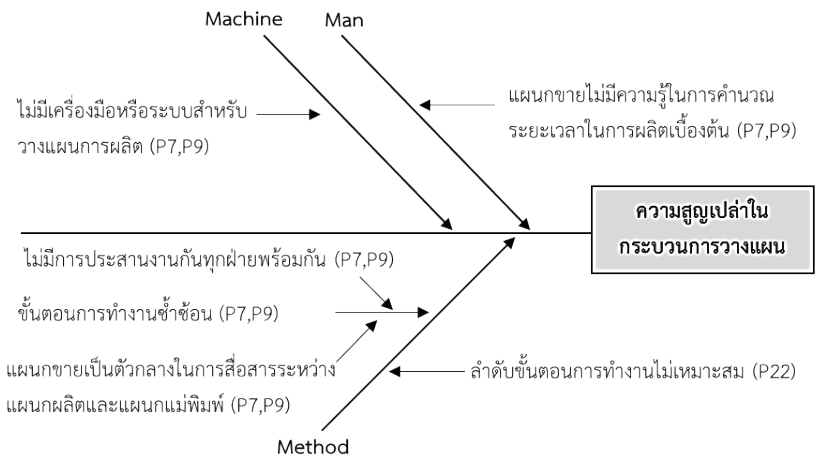 Machine
Man
ไม่มีเครื่องมือหรือระบบสำหรับ
วางแผนการผลิต (P7,P9)
แผนกขายไม่มีความรู้ในการคำนวณ
ระยะเวลาในการผลิตเบื้องต้น (P7,P9)
ความสูญเปล่าใน
กระบวนการวางแผน
ไม่มีการประสานงานกันทุกฝ่ายพร้อมกัน (P7,P9)
ขั้นตอนการทำงานซ้ำซ้อน (P7,P9)
แผนกขายเป็นตัวกลางในการสื่อสารระหว่าง
แผนกผลิตและแผนกแม่พิมพ์ (P7,P9)
ลำดับขั้นตอนการทำงานไม่เหมาะสม (P22)
Method